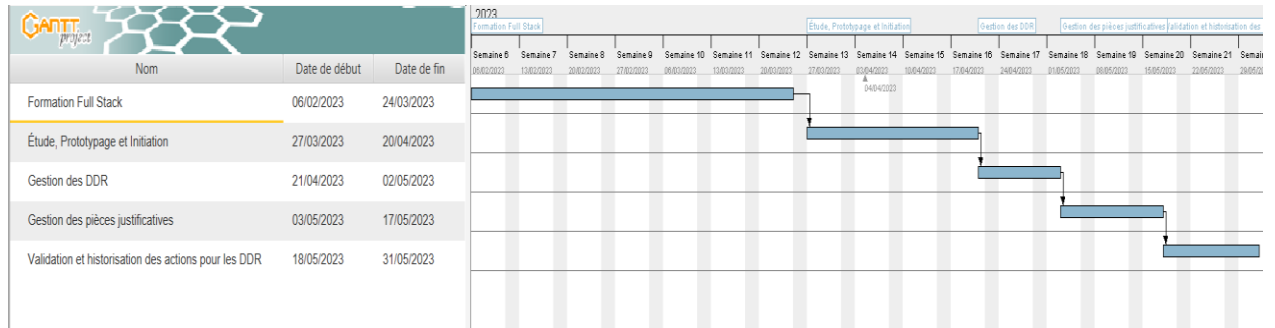 GANTT
project
Nom Date de début Date de fin
Formation Full Stack 06/02/2023 24/03/2023
Étude, Prototypage et Initiation 27/03/2023 20/04/2023
Gestion des DDR 21/04/2023 02/05/2023
Gestion des pièces justificatives 03/05/2023 17/05/2023
Validation et historisation des actions pour les DDR 18/05/2023 31/05/2023
2023
Formation Full Stack Étude, Prototypage et Initiation Gestion des DDR Gestion des pièces justificatives Validation et historisation des
Semaine 6 Semaine 7 Semaine 8 Semaine 9 Semaine 10 Semaine 11 Semaine 12 Semaine 13 Semaine 14 Semaine 15 Semaine 16 Semaine 17 Semaine 18 Semaine 19 Semaine 20 Semaine 21 Semain
06/02/2023 13/02/2023 20/02/2023 27/02/2023 06/03/2023 13/03/2023 20/03/2023 27/03/2023 03/04/2023 10/04/2023 17/04/2023 24/04/2023 01/05/2023 08/05/2023 15/05/2023 22/05/2023 29/05/20
04/04/2023